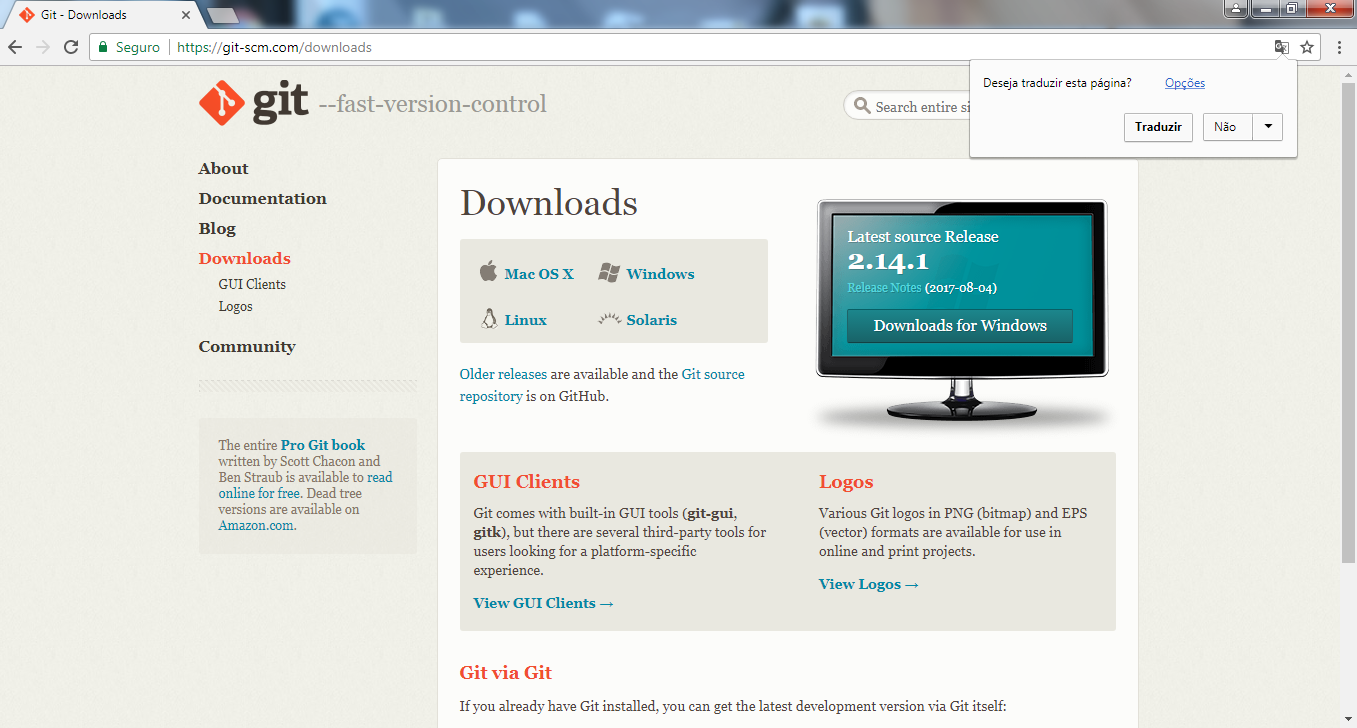 Git - Downloads
Seguro
https://git-scm.com/downloads
Deseja traduzir esta página? Opções
Traduzir Não
git --fast-version-control
Search entire si
About
Documentation
Blog
Downloads
GUI Clients
Logos
Community
The entire Pro Git book
written by Scott Chacon and
Ben Straub is available to read
online for free. Dead tree
versions are available on
Amazon.com.
Downloads
Mac OS X Windows
Linux Solaris
Older releases are available and the Git source
repository is on GitHub.
Latest source Release
2.14.1
Release Notes (2017-08-04)
Downloads for Windows
GUI Clients
Git comes with built-in GUI tools (git-gui,
gitk), but there are several third-party tools for
users looking for a platform-specific
experience.
View GUI Clients →
Logos
Various Git logos in PNG (bitmap) and EPS
(vector) formats are available for use in
online and print projects.
View Logos →
Git via Git
If you already have Git installed, you can get the latest development version via Git itself: